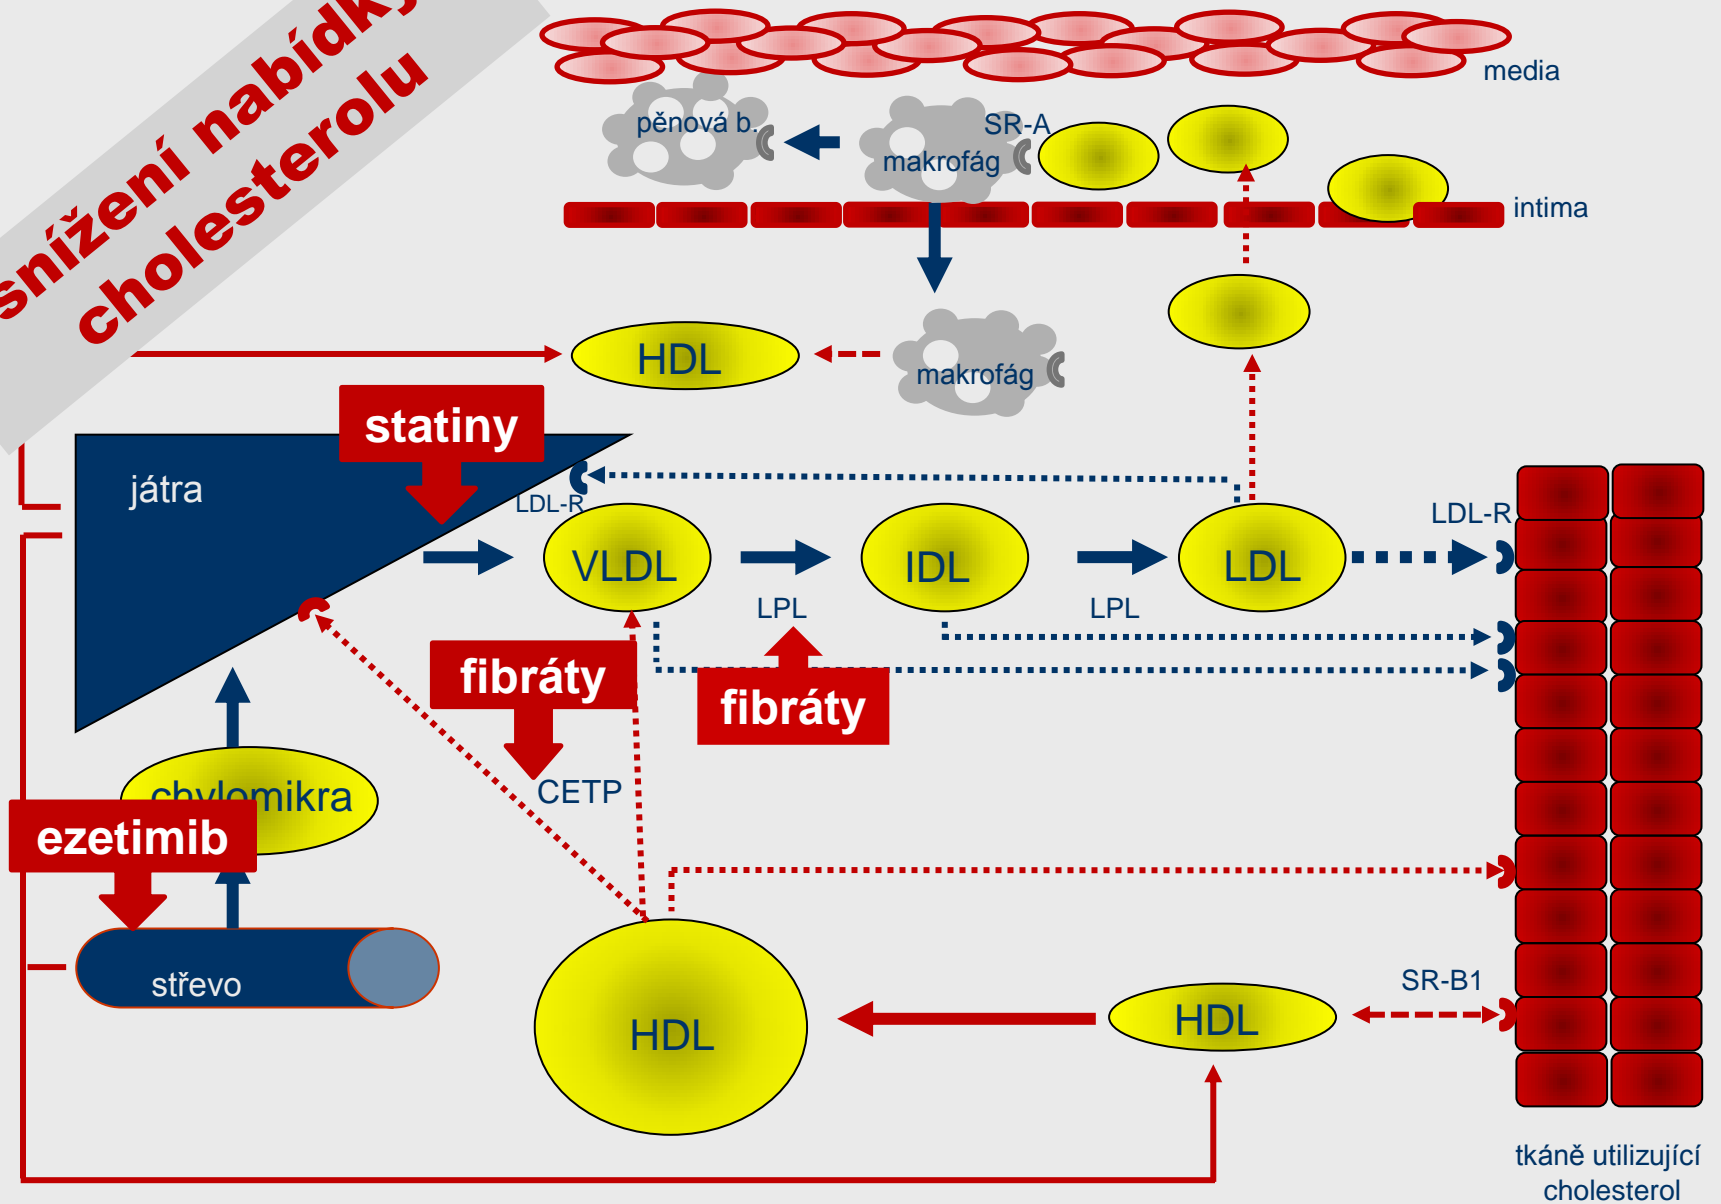 snížení nabídky
cholesterolu
media
pěnová b.
SR-A
makrofág
intima
HDL
makrofág
statiny
játra
LDL-R
LDL-R
VLDL
IDL
LDL
LPL
LPL
fibráty
fibráty
CETP
chylomikra
ezetimib
střevo
SR-B1
HDL
HDL
tkáně utilizující
cholesterol